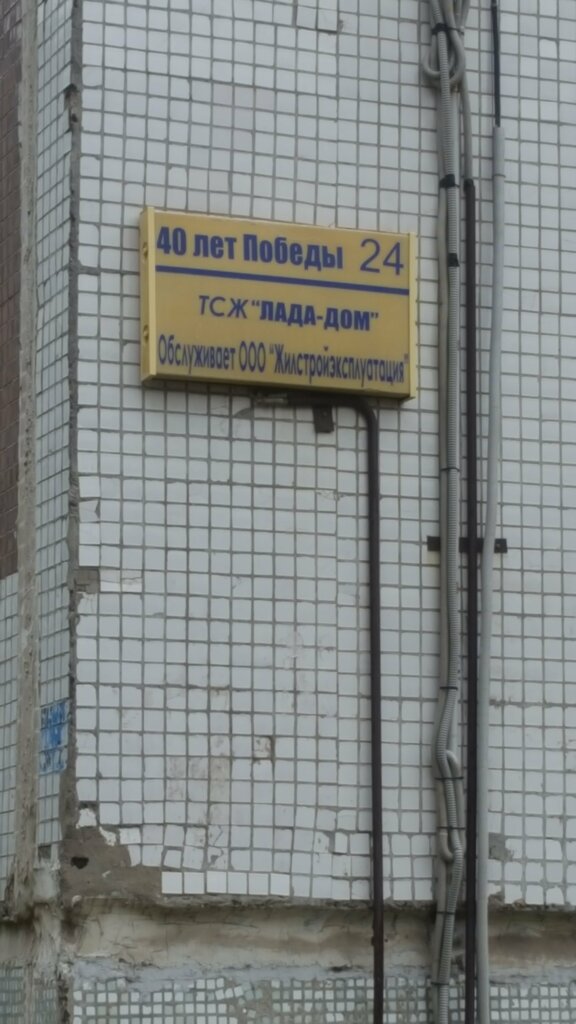 40 лет Победы 24
ТСЖ "ЛАДА-ДОМ"
Обслуживает ООО "Жилстройэксплуатация"